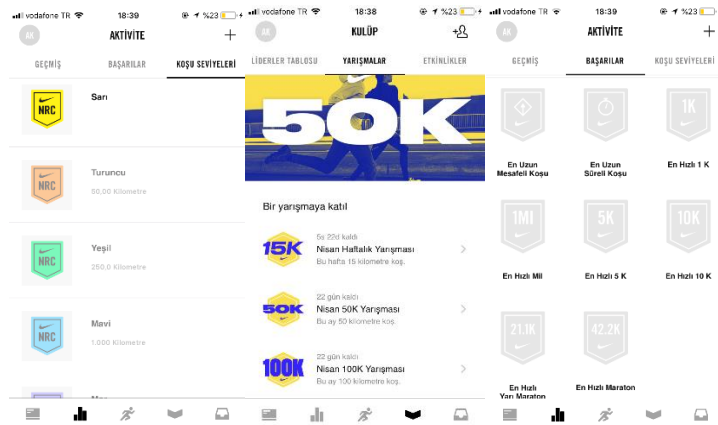 vodafone TR 18:39 %23
AK
AKTİVİTE
GEÇMİŞ BAŞARILAR KOŞU SEVİYELERİ
NRC
Sarı
NRC
Turuncu
50,00 Kilometre
NRC
Yeşil
250,0 Kilometre
NRC
Mavi
1.000 Kilometre
vodafone TR 18:38 %23
AK
KULÜP
LİDERLER TABLOSU YARIŞMALAR ETKİNLİKLER
50K
Bir yarışmaya katıl
15K
5s 22d kaldı
Nisan Haftalık Yarışması
Bu hafta 15 kilometre koş.
50K
22 gün kaldı
Nisan 50K Yarışması
Bu ay 50 kilometre koş.
100K
22 gün kaldı
Nisan 100K Yarışması
Bu ay 100 kilometre koş.
vodafone TR 18:39 %23
AK
AKTİVİTE
GEÇMİŞ BAŞARILAR KOŞU SEVİYELERİ
1K
En Uzun
Mesafeli Koşu
En Uzun
Süreli Koşu
En Hızlı 1 K
1MI 5K 10K
En Hızlı Mil En Hızlı 5 K En Hızlı 10 K
21.1K 42.2K
En Hızlı
Yarı Maraton
En Hızlı Maraton